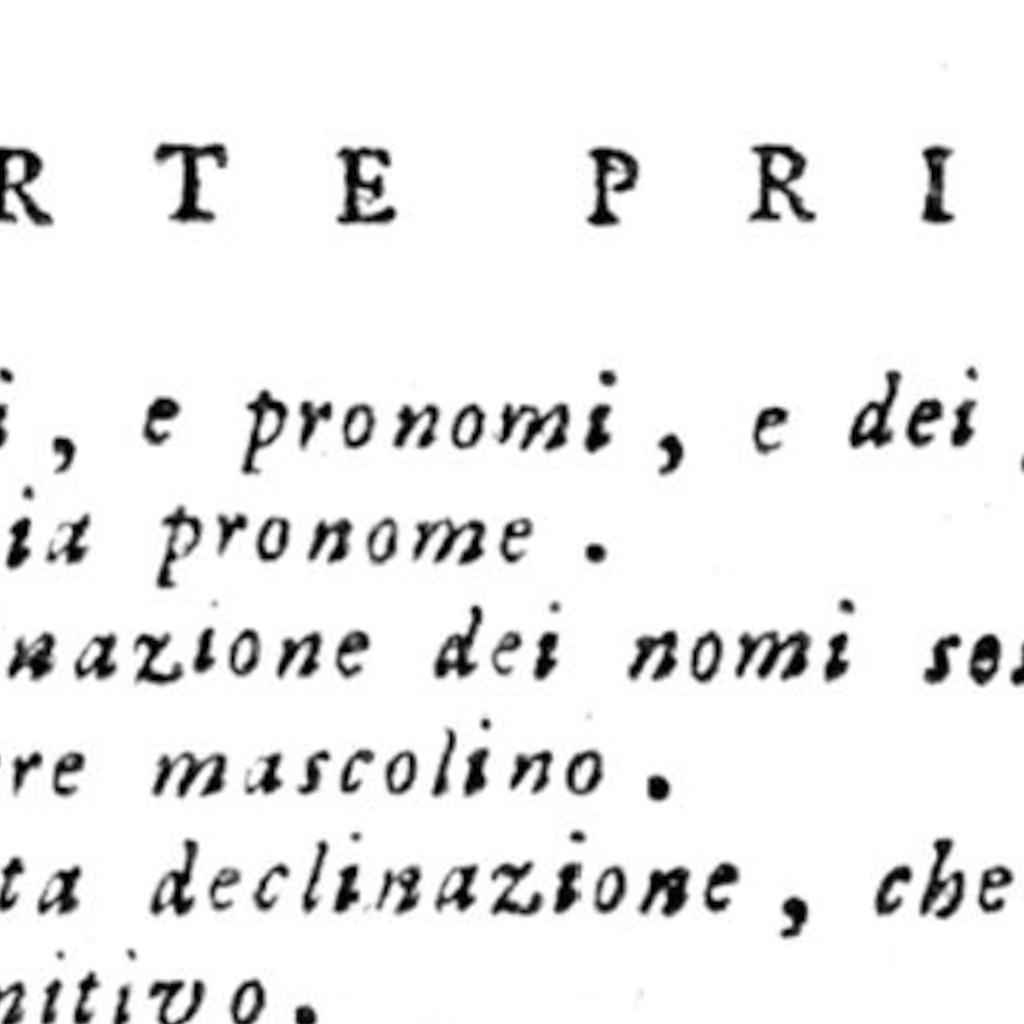 RTE PRI
i, e pronomi, e dei
ia pronome.
nazione dei nomi so
re mascolino.
ta declinazione, che
nitivo.